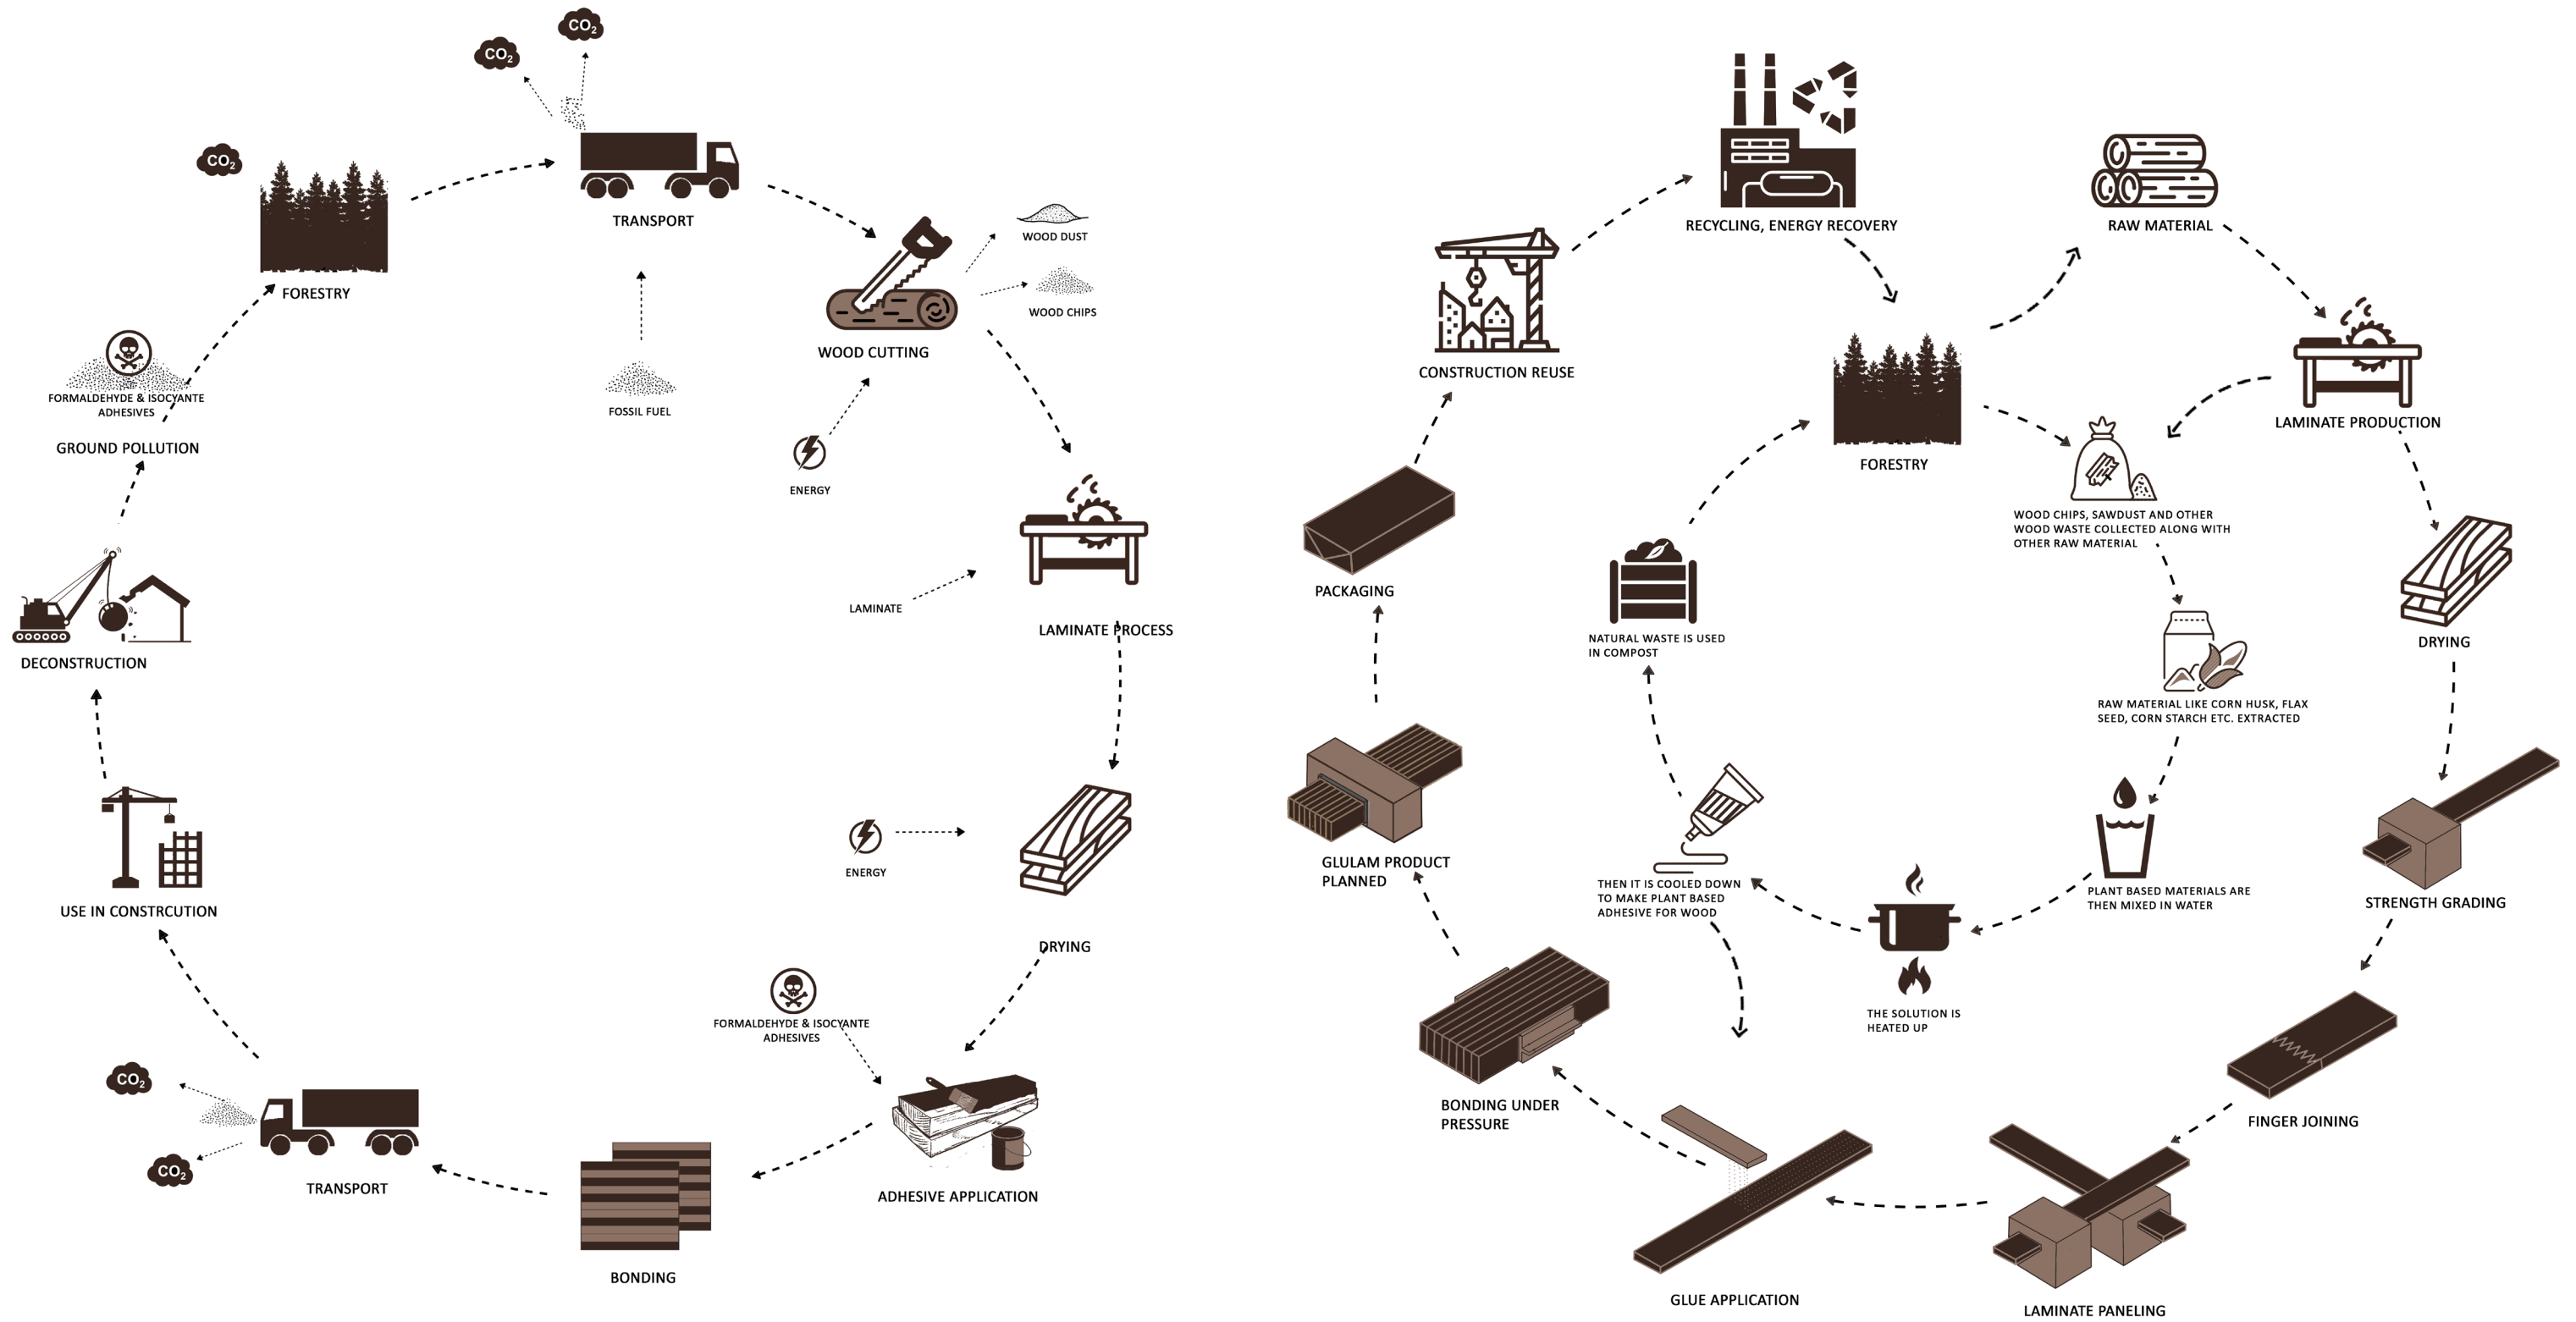 CO2
CO2
CO2
TRANSPORT
FORESTRY
WOOD DUST
WOOD CHIPS
WOOD CUTTING
FORMALDEHYDE & ISOCYANTE
ADHESIVES
GROUND POLLUTION
FOSSIL FUEL
ENERGY
LAMINATE
LAMINATE PROCESS
DECONSTRUCTION
ENERGY
USE IN CONSTRCUTION
DRYING
FORMALDEHYDE & ISOCYANTE
ADHESIVES
CO2
CO2
TRANSPORT
ADHESIVE APPLICATION
BONDING
RECYCLING, ENERGY RECOVERY
RAW MATERIAL
CONSTRUCTION REUSE
LAMINATE PRODUCTION
FORESTRY
WOOD CHIPS, SAWDUST AND OTHER
WOOD WASTE COLLECTED ALONG WITH
OTHER RAW MATERIAL
PACKAGING
NATURAL WASTE IS USED
IN COMPOST
DRYING
RAW MATERIAL LIKE CORN HUSK, FLAX
SEED, CORN STARCH ETC. EXTRACTED
GLULAM PRODUCT
PLANNED
THEN IT IS COOLED DOWN
TO MAKE PLANT BASED
ADHESIVE FOR WOOD
PLANT BASED MATERIALS ARE
THEN MIXED IN WATER
STRENGTH GRADING
THE SOLUTION IS
HEATED UP
BONDING UNDER
PRESSURE
FINGER JOINING
GLUE APPLICATION
LAMINATE PANELING